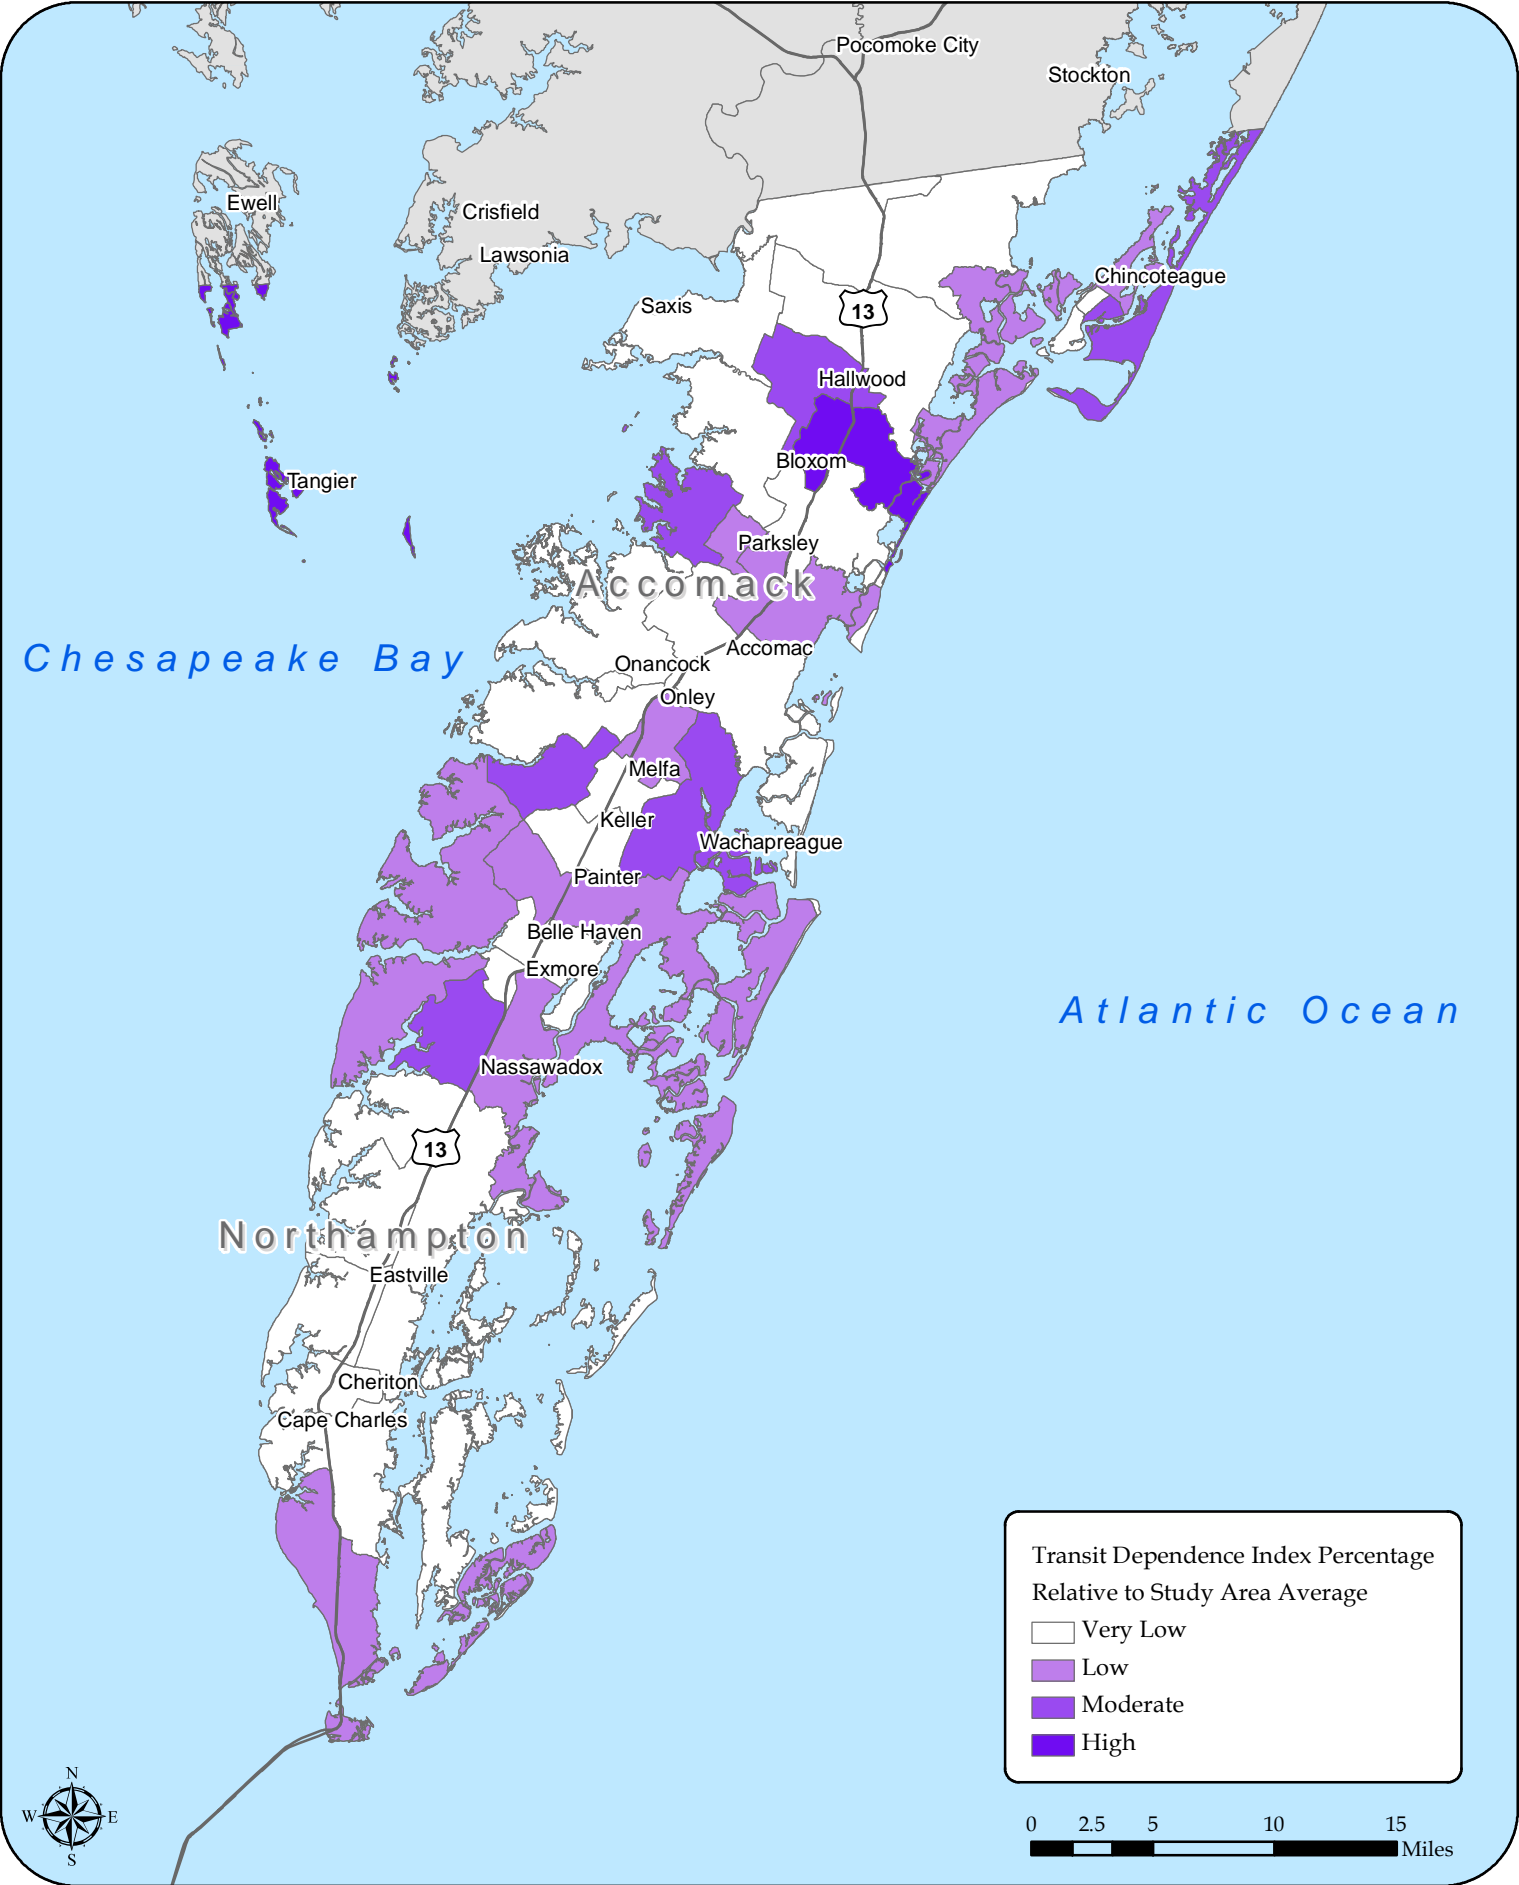 Pocomoke City
Stockton
Ewell
Crisfield
Lawsonia
Chincoteague
Saxis
13
Hallwood
Bloxom
Tangier
Parksley
Accomack
Accomac
Chesapeake Bay
Onancock
Onley
Melfa
Keller
Wachapreague
Painter
Belle Haven
Exmore
Atlantic Ocean
Nassawadox
13
Northampton
Eastville
Cheriton
Cape Charles
Transit Dependence Index Percentage
Relative to Study Area Average
Very Low
Low
Moderate
High
N
W E
S
0 2.5 5 10 15
Miles